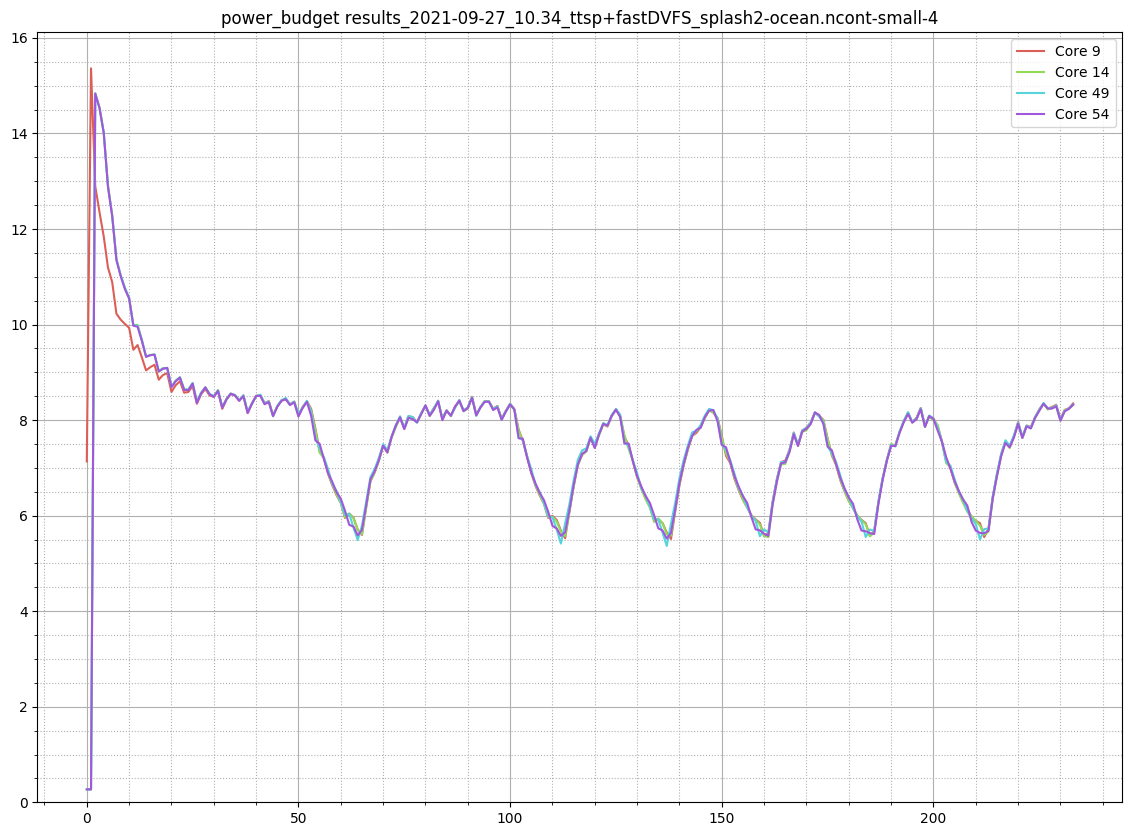 power_budget results_2021-09-27_10.34_ttsp+fastDVFS_splash2-ocean.ncont-small-4
16
14
12
10
8
6
4
2
0
Core 9
Core 14
Core 49
Core 54
0 50 100 150 200